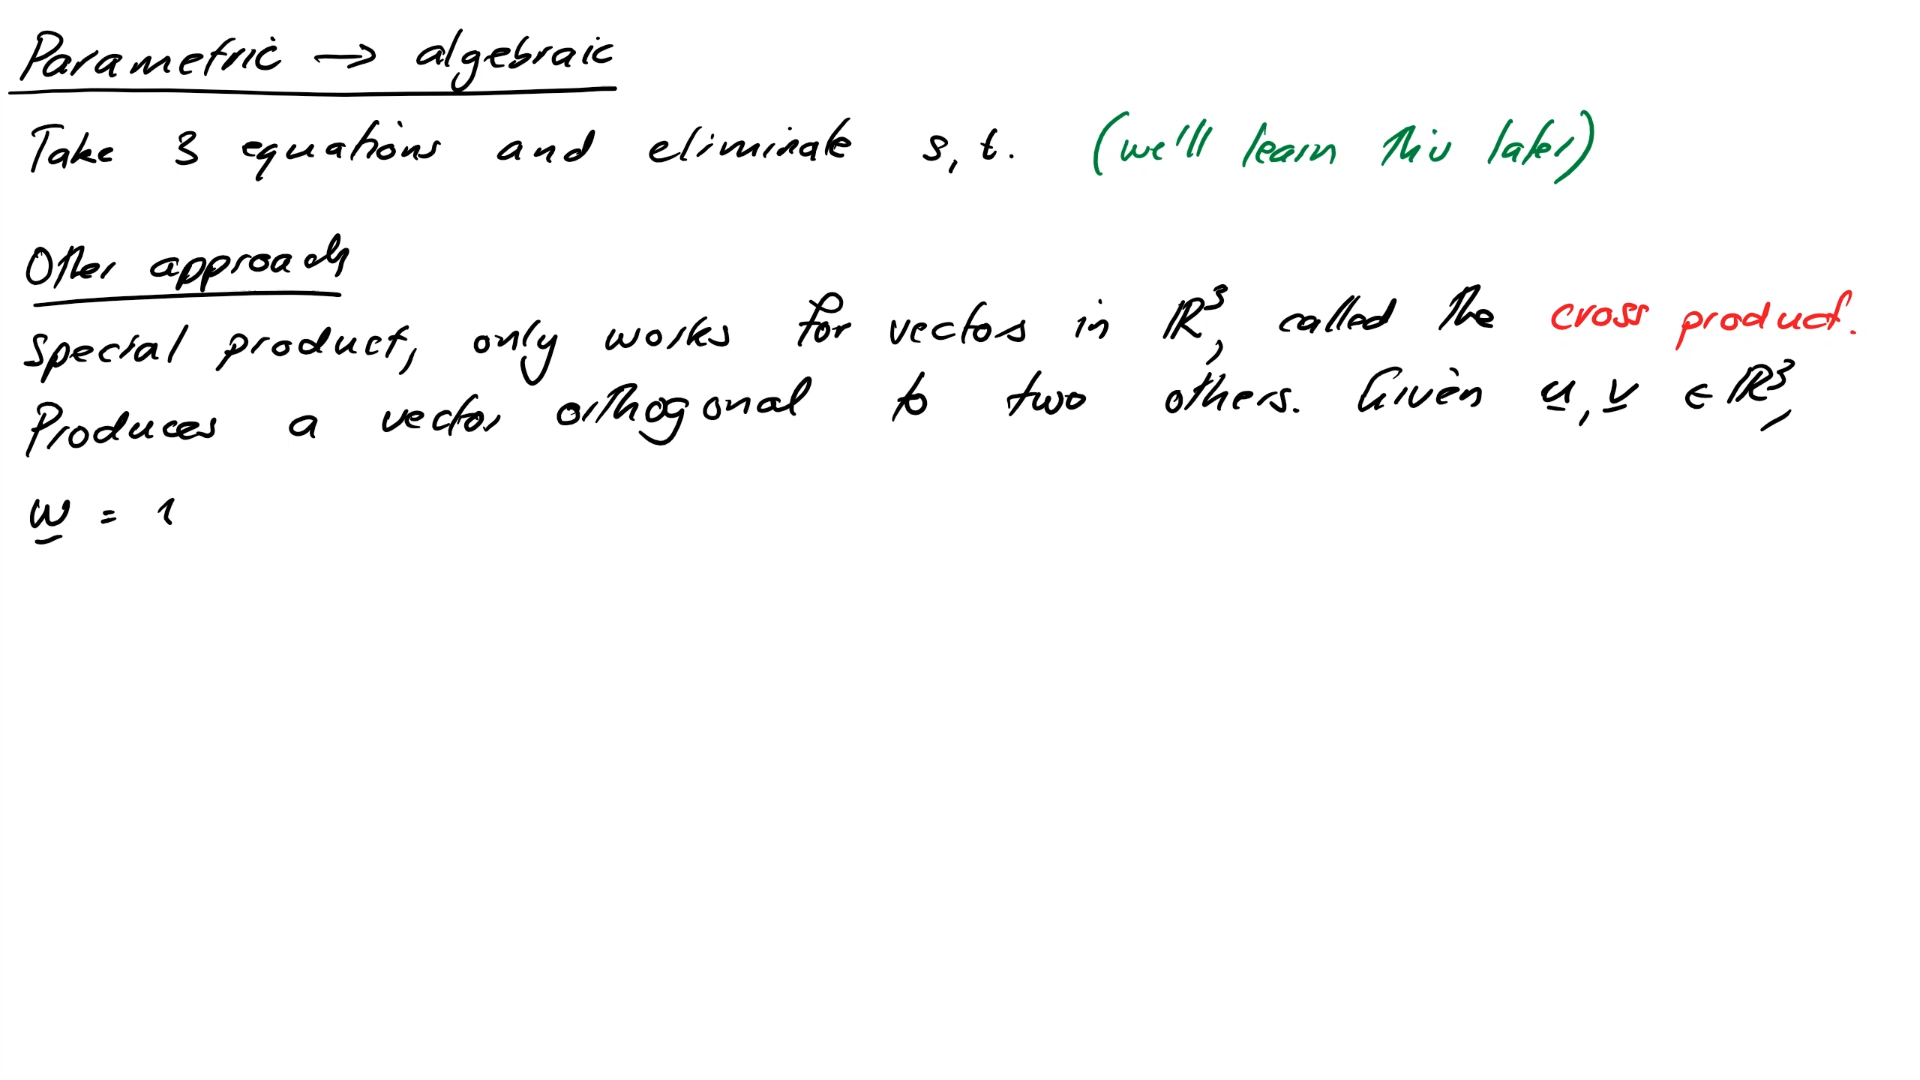 Parametric → algebraic
Take 3 equations and eliminate s, t. (we'll learn this later)
Other approach
special product, only works for vectors in ℝ³, called the cross product.
Produces a vector orthogonal to two others. Given u, v ∈ ℝ³,
w =